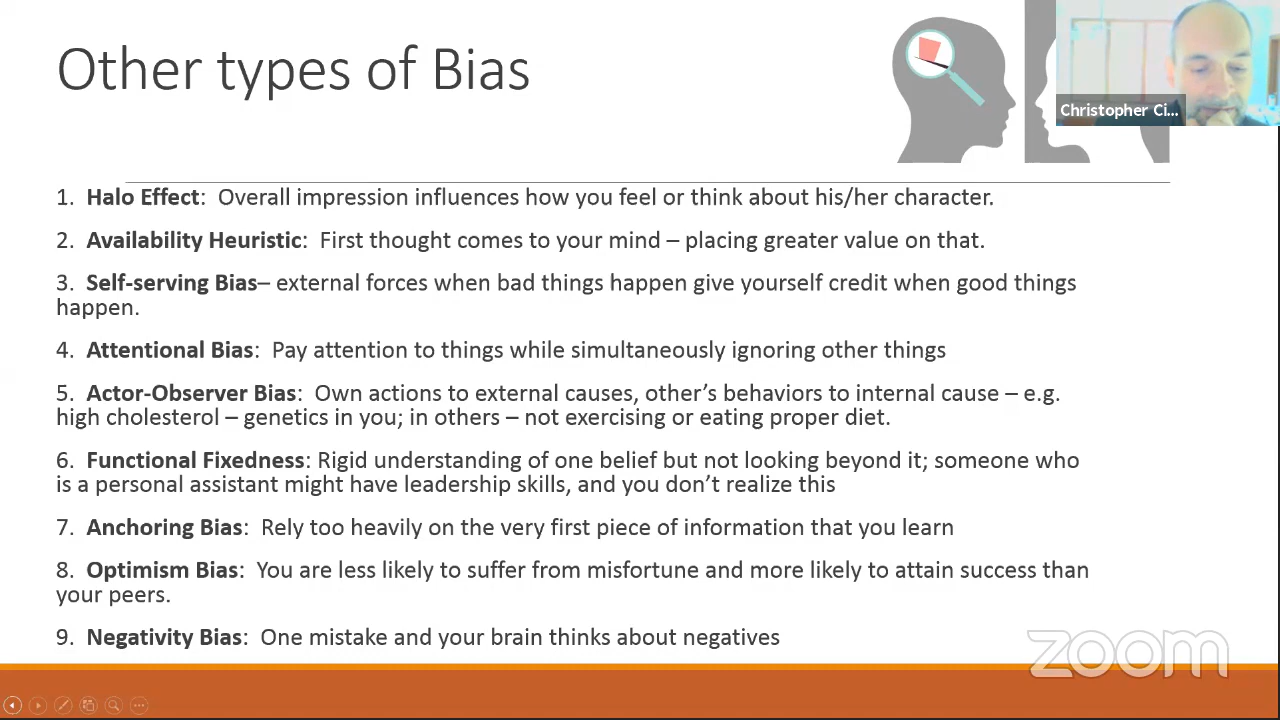 Other types of Bias
Christopher Ci...
1. Halo Effect: Overall impression influences how you feel or think about his/her character.
2. Availability Heuristic: First thought comes to your mind – placing greater value on that.
3. Self-serving Bias– external forces when bad things happen give yourself credit when good things
happen.
4. Attentional Bias: Pay attention to things while simultaneously ignoring other things
5. Actor-Observer Bias: Own actions to external causes, other’s behaviors to internal cause – e.g.
high cholesterol – genetics in you; in others – not exercising or eating proper diet.
6. Functional Fixedness: Rigid understanding of one belief but not looking beyond it; someone who
is a personal assistant might have leadership skills, and you don’t realize this
7. Anchoring Bias: Rely too heavily on the very first piece of information that you learn
8. Optimism Bias: You are less likely to suffer from misfortune and more likely to attain success than
your peers.
9. Negativity Bias: One mistake and your brain thinks about negatives
zoom